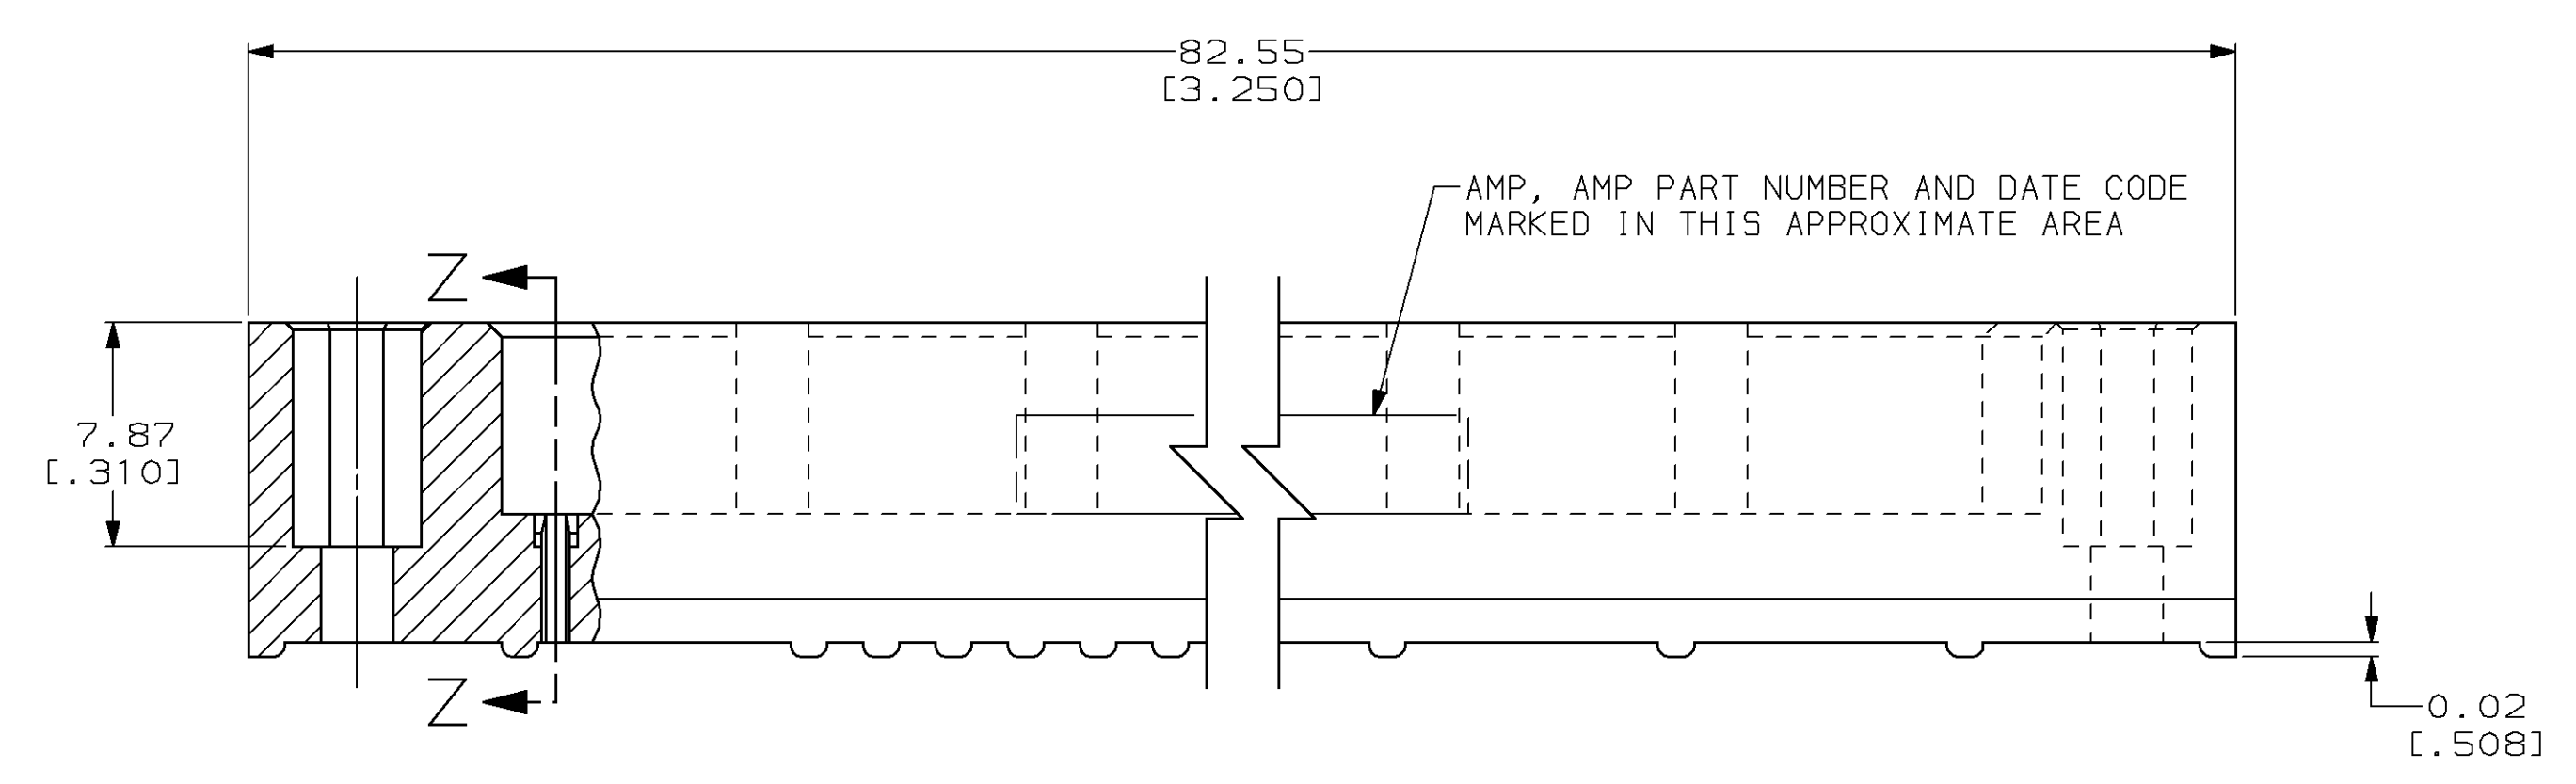 82.55
[3.250]
AMP, AMP PART NUMBER AND DATE CODE
MARKED IN THIS APPROXIMATE AREA
Z
7.87
[.310]
Z
0.02
[.508]